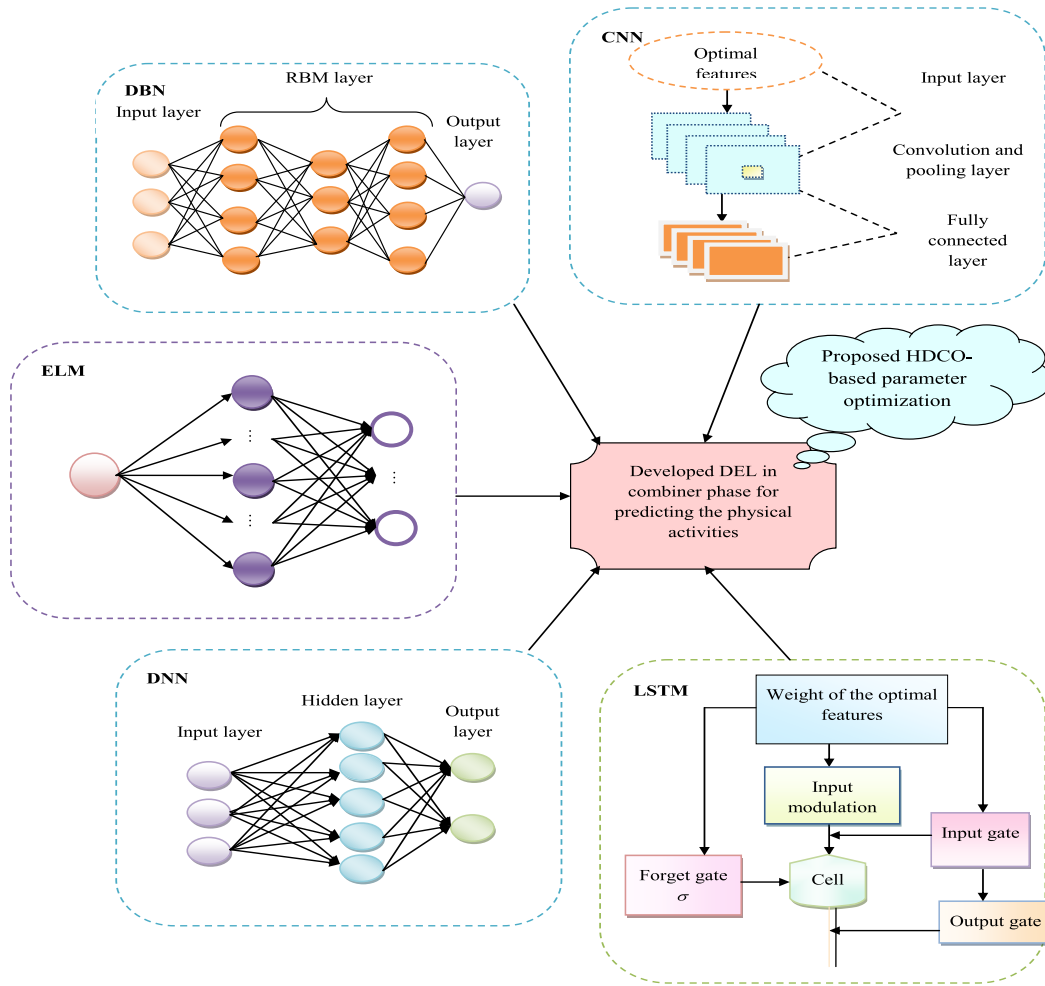 DBN
Input layer
RBM layer
Output
layer
CNN
Optimal
features
Input layer
Convolution and
pooling layer
Fully
connected
layer
ELM
...
...
...
Proposed HDCO-
based parameter
optimization
Developed DEL in
combiner phase for
predicting the physical
activities
DNN
Input layer
Hidden layer
Output
layer
LSTM
Weight of the optimal
features
Input
modulation
Input gate
Forget gate
σ
Cell
Output gate